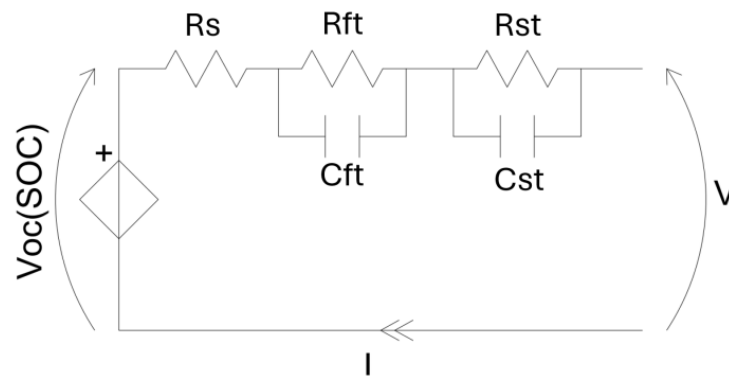 Rs
Rft
Rst
+
Cft
Cst
Voc(SOC)
V
I